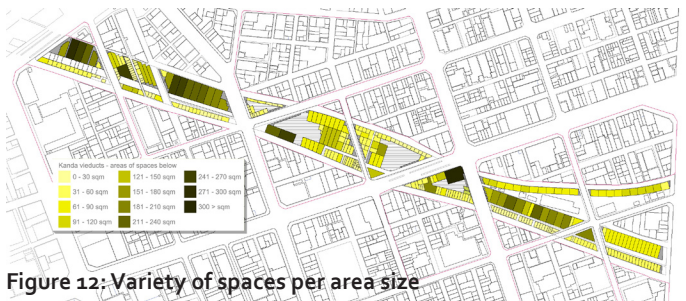 Kanda vieducts - areas of spaces below
0 - 30 sqm 121 - 150 sqm 241 - 270 sqm
31 - 60 sqm 151 - 180 sqm 271 - 300 sqm
61 - 90 sqm 181 - 210 sqm 300 > sqm
91 - 120 sqm 211 - 240 sqm
Figure 12: Variety of spaces per area size